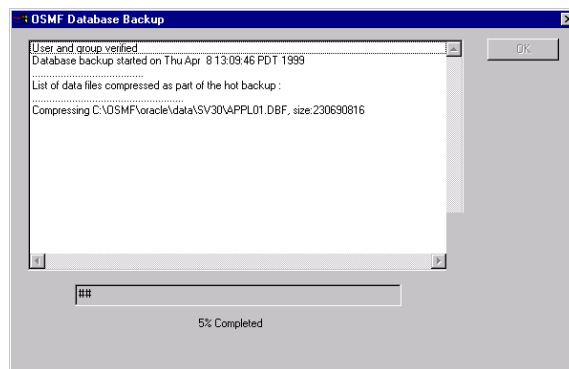 OSMF Database Backup
User and group verified
Database backup started on Thu Apr 8 13:09:46 PDT 1999
.....................................
List of data files compressed as part of the hot backup :
..................................................
Compressing C:\OSMF\oracle\data\SV30\APPL01.DBF, size:230690816
OK
##
5% Completed